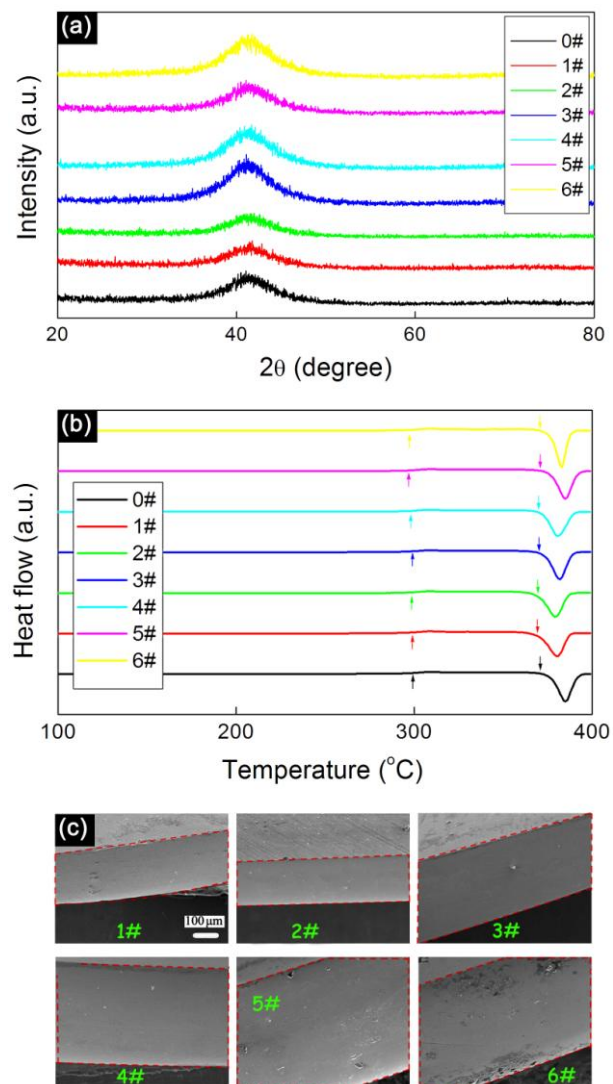 (a)
0#
1#
2#
3#
4#
5#
6#
Intensity (a.u.)
20 40 60 80
2θ (degree)
(b)
0#
1#
2#
3#
4#
5#
6#
Heat flow (a.u.)
100 200 300 400
Temperature (°C)
(c)
1# 100 μm 2# 3#
4# 5# 6#